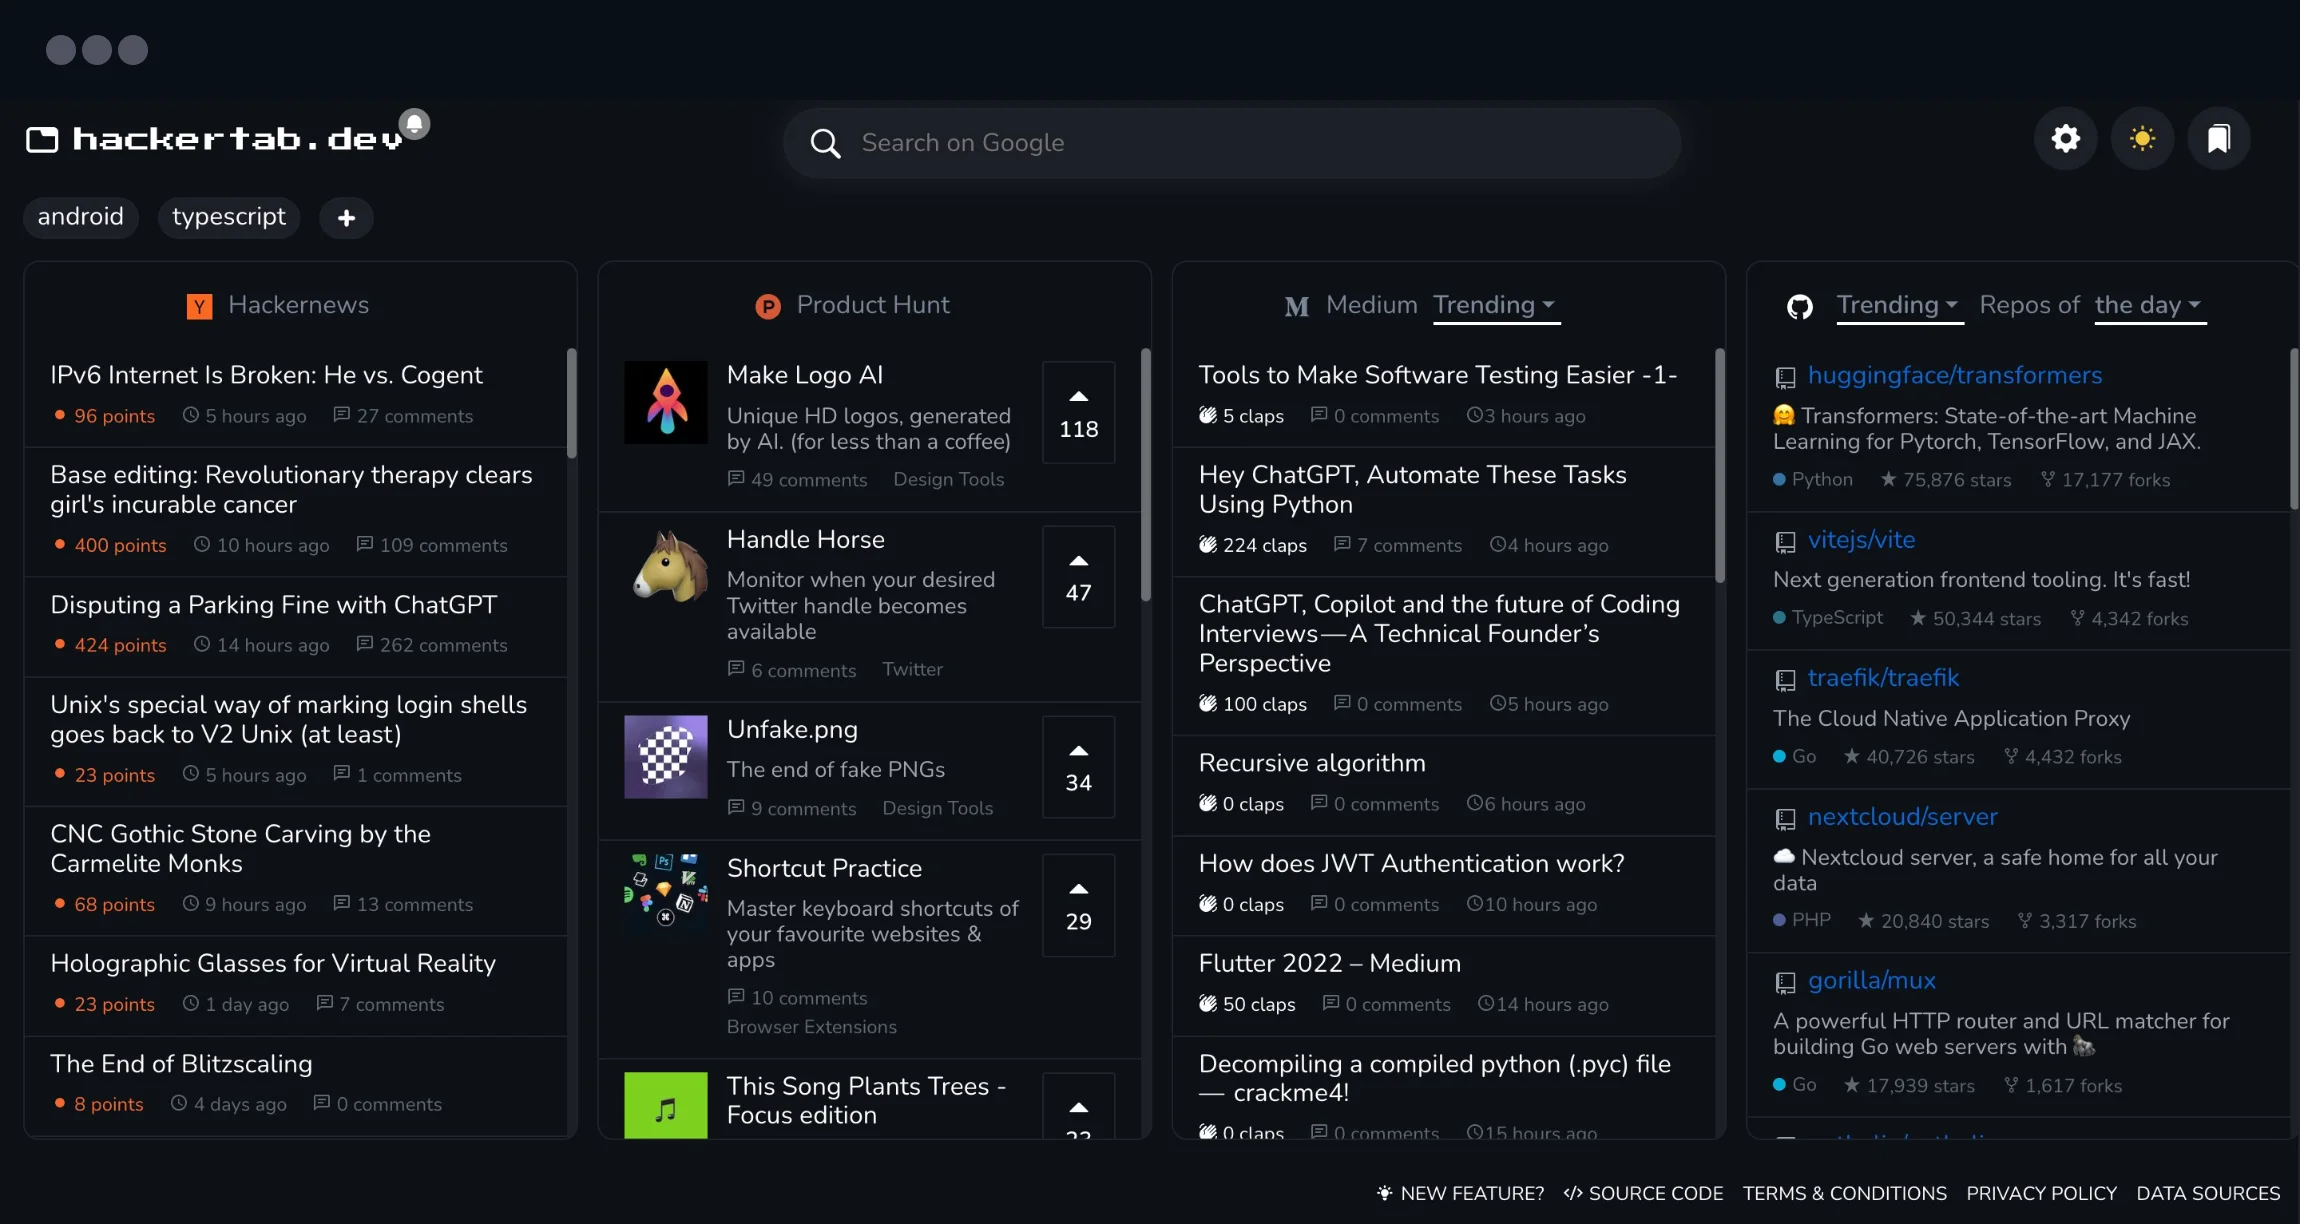 hackertab.dev
Search on Google
android
typescript
+
Y Hackernews
IPv6 Internet Is Broken: He vs. Cogent
96 points 5 hours ago 27 comments
Base editing: Revolutionary therapy clears
girl's incurable cancer
400 points 10 hours ago 109 comments
Disputing a Parking Fine with ChatGPT
424 points 14 hours ago 262 comments
Unix's special way of marking login shells
goes back to V2 Unix (at least)
23 points 5 hours ago 1 comments
CNC Gothic Stone Carving by the
Carmelite Monks
68 points 9 hours ago 13 comments
Holographic Glasses for Virtual Reality
23 points 1 day ago 7 comments
The End of Blitzscaling
8 points 4 days ago 0 comments
P Product Hunt
Make Logo AI
Unique HD logos, generated
by AI. (for less than a coffee)
49 comments Design Tools
118
Handle Horse
Monitor when your desired
Twitter handle becomes
available
6 comments Twitter
47
Unfake.png
The end of fake PNGs
9 comments Design Tools
34
Ps
Shortcut Practice
Master keyboard shortcuts of
your favourite websites &
apps
10 comments
Browser Extensions
29
This Song Plants Trees -
Focus edition
M Medium Trending
Tools to Make Software Testing Easier -1-
5 claps 0 comments 3 hours ago
Hey ChatGPT, Automate These Tasks
Using Python
224 claps 7 comments 4 hours ago
ChatGPT, Copilot and the future of Coding
Interviews — A Technical Founder’s
Perspective
100 claps 0 comments 5 hours ago
Recursive algorithm
0 claps 0 comments 6 hours ago
How does JWT Authentication work?
0 claps 0 comments 10 hours ago
Flutter 2022 – Medium
50 claps 0 comments 14 hours ago
Decompiling a compiled python (.pyc) file
— crackme4!
0 claps 0 comments 15 hours ago
Trending Repos of the day
huggingface/transformers
🤗 Transformers: State-of-the-art Machine
Learning for Pytorch, TensorFlow, and JAX.
Python 75,876 stars 17,177 forks
vitejs/vite
Next generation frontend tooling. It's fast!
TypeScript 50,344 stars 4,342 forks
traefik/traefik
The Cloud Native Application Proxy
Go 40,726 stars 4,432 forks
nextcloud/server
☁️ Nextcloud server, a safe home for all your
data
PHP 20,840 stars 3,317 forks
gorilla/mux
A powerful HTTP router and URL matcher for
building Go web servers with 🦍
Go 17,939 stars 1,617 forks
NEW FEATURE? </> SOURCE CODE TERMS & CONDITIONS PRIVACY POLICY DATA SOURCES